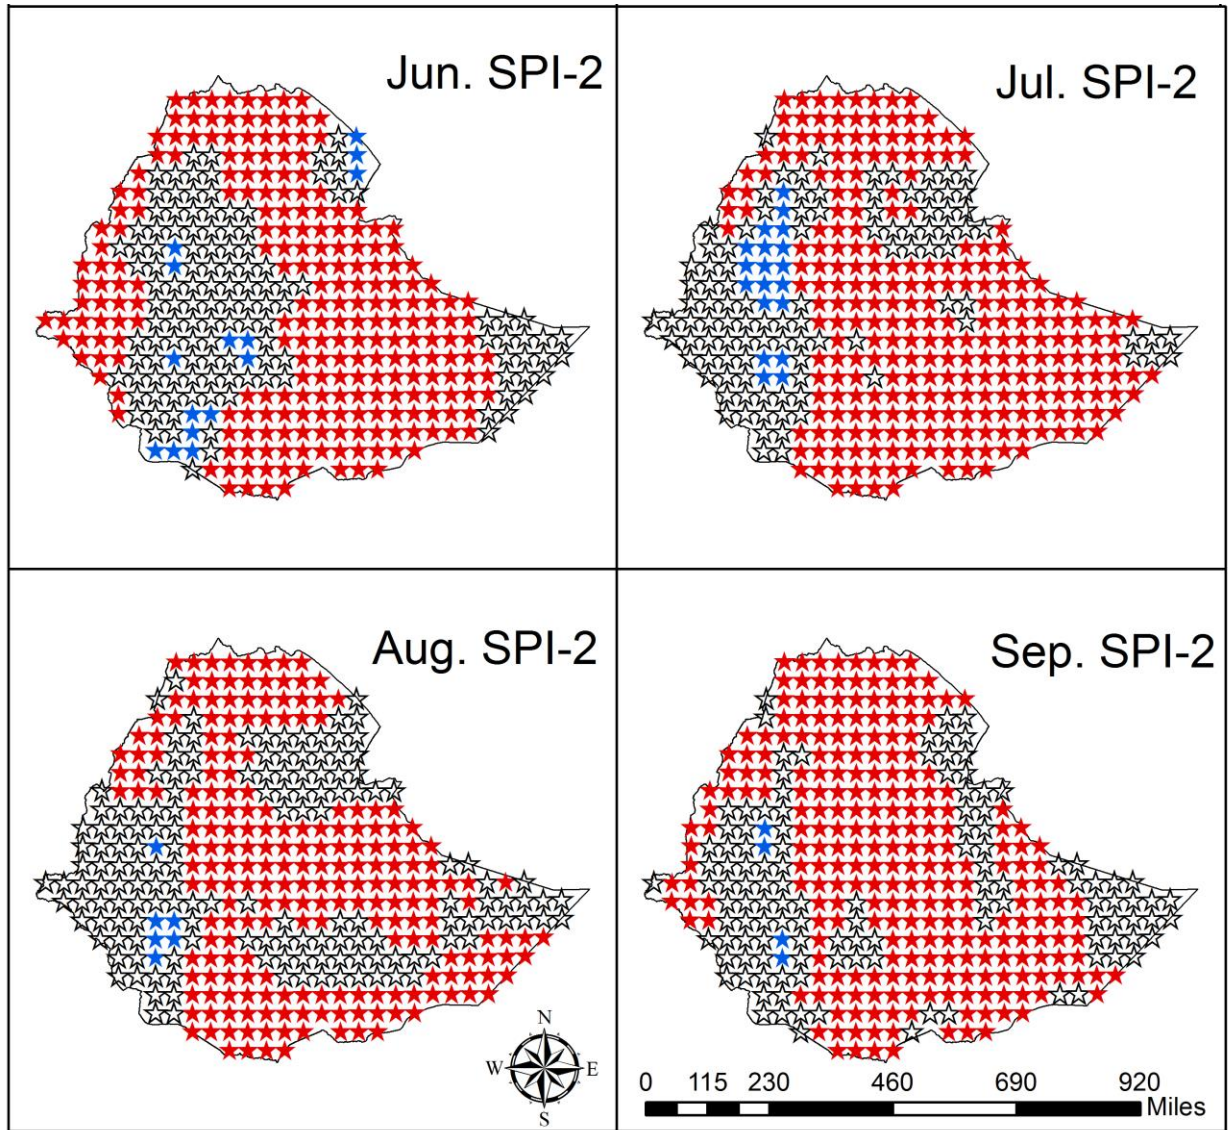 Jun. SPI-2
Jul. SPI-2
Aug. SPI-2
Sep. SPI-2
N
W E
S
0 115 230 460 690 920
Miles